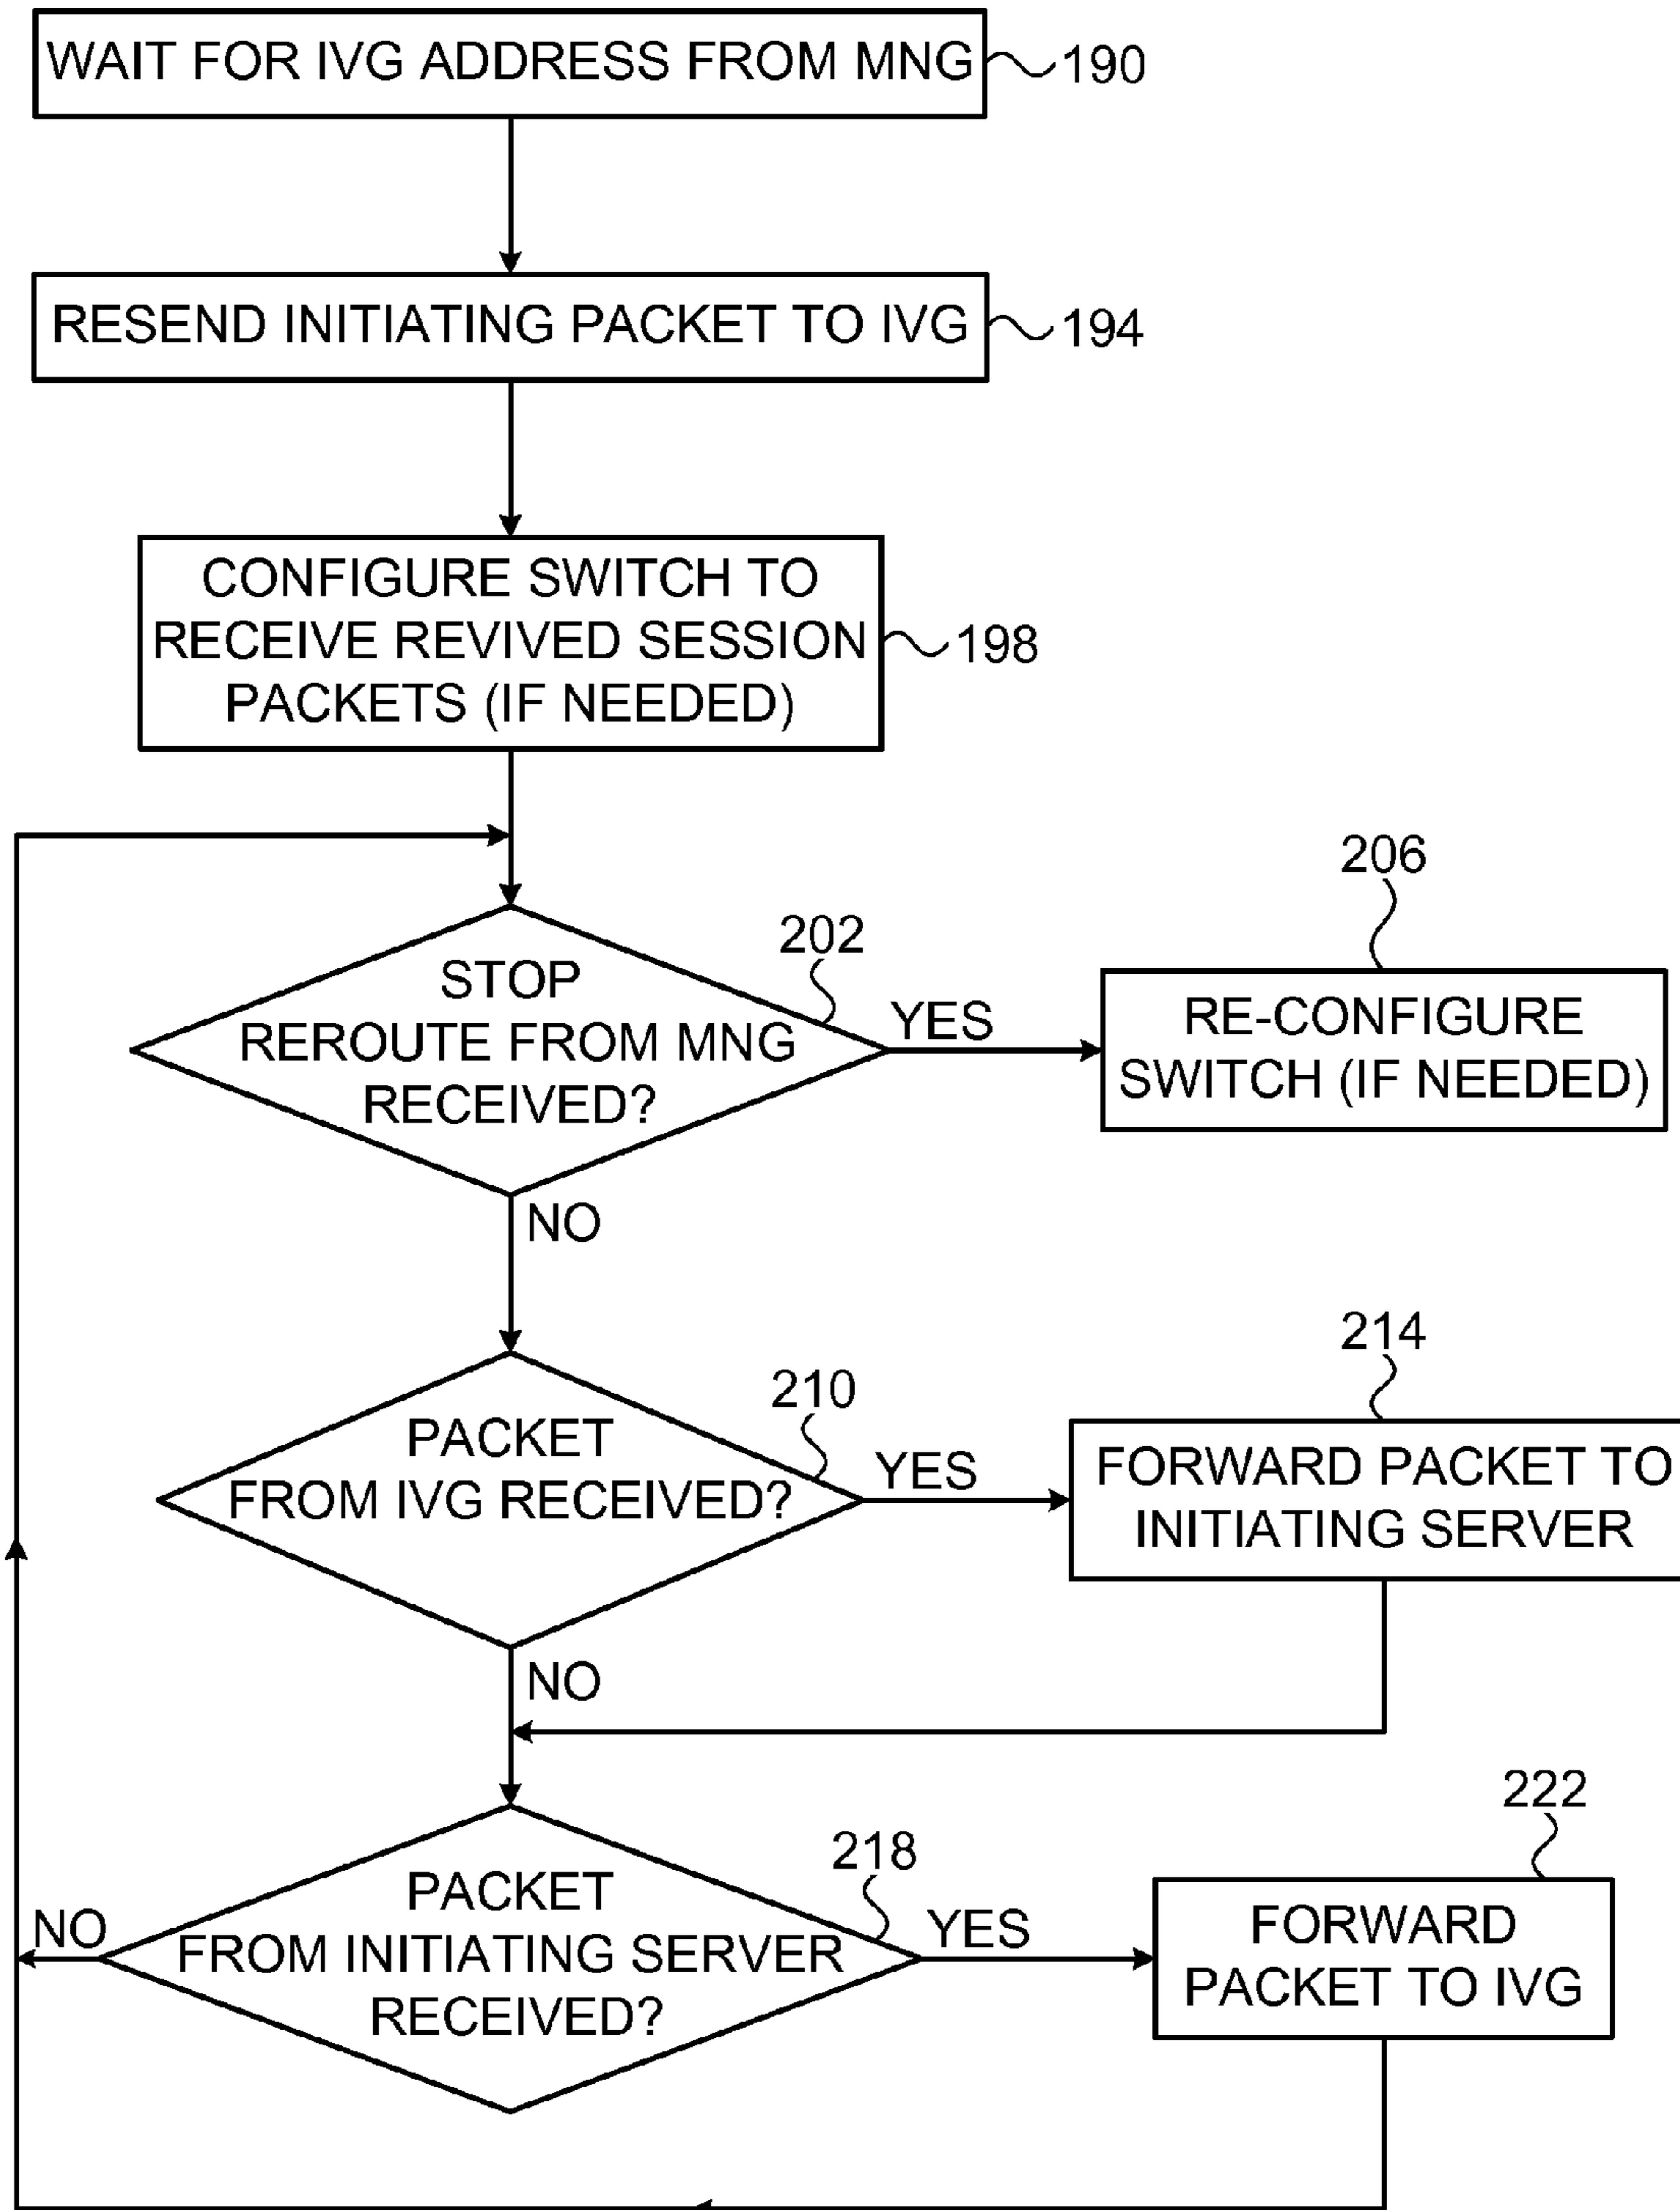 WAIT FOR IVG ADDRESS FROM MNG
190
RESEND INITIATING PACKET TO IVG
194
CONFIGURE SWITCH TO
RECEIVE REVIVED SESSION
PACKETS (IF NEEDED)
198
STOP
REROUTE FROM MNG
RECEIVED?
202
YES
206
RE-CONFIGURE
SWITCH (IF NEEDED)
NO
PACKET
FROM IVG RECEIVED?
210
YES
214
FORWARD PACKET TO
INITIATING SERVER
NO
PACKET
FROM INITIATING SERVER
RECEIVED?
218
NO
YES
222
FORWARD
PACKET TO IVG